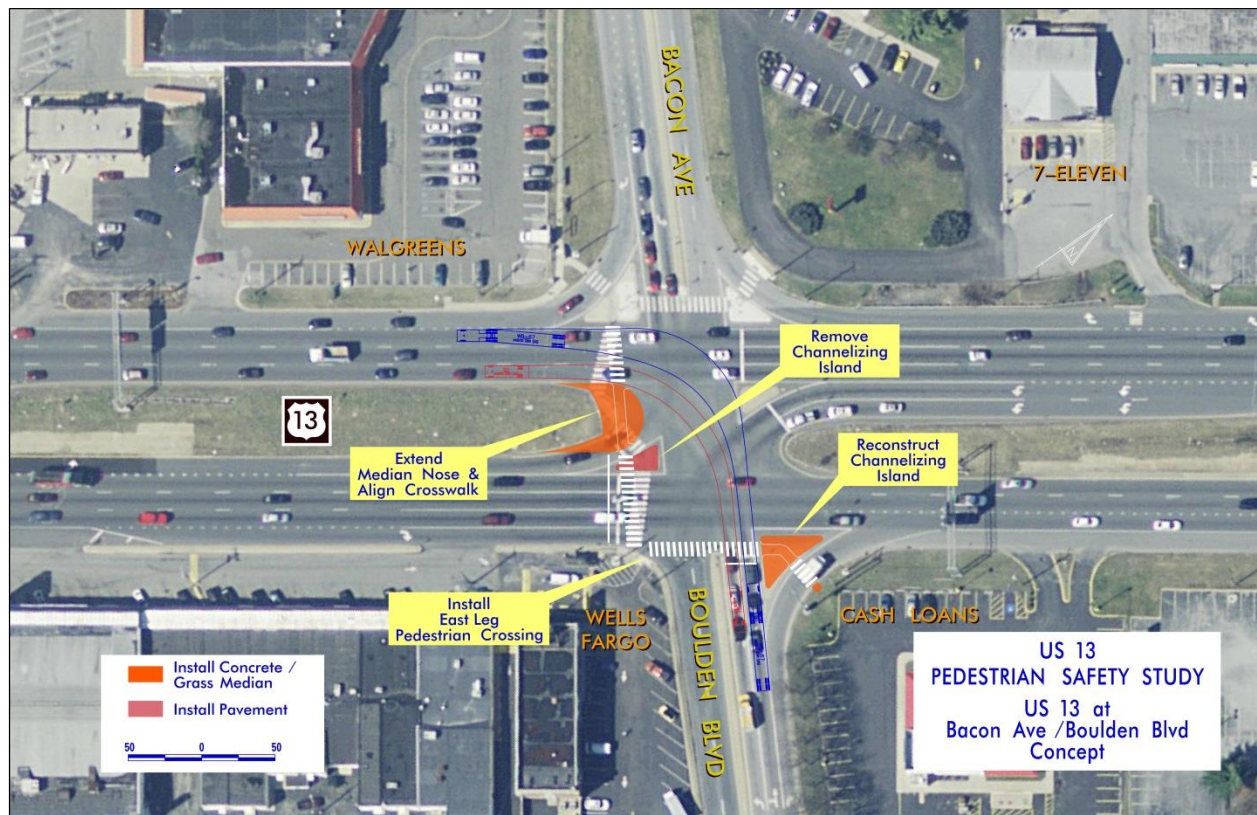 BACON AVE
7-ELEVEN
WALGREENS
N
Remove
Channelizing
Island
13
Extend
Median Nose &
Align Crosswalk
Reconstruct
Channelizing
Island
Install
East Leg
Pedestrian Crossing
WELLS
FARGO
BOULDEN BLVD
CASH LOANS
Install Concrete /
Grass Median
Install Pavement
50 0 50
US 13
PEDESTRIAN SAFETY STUDY
US 13 at
Bacon Ave /Boulden Blvd
Concept